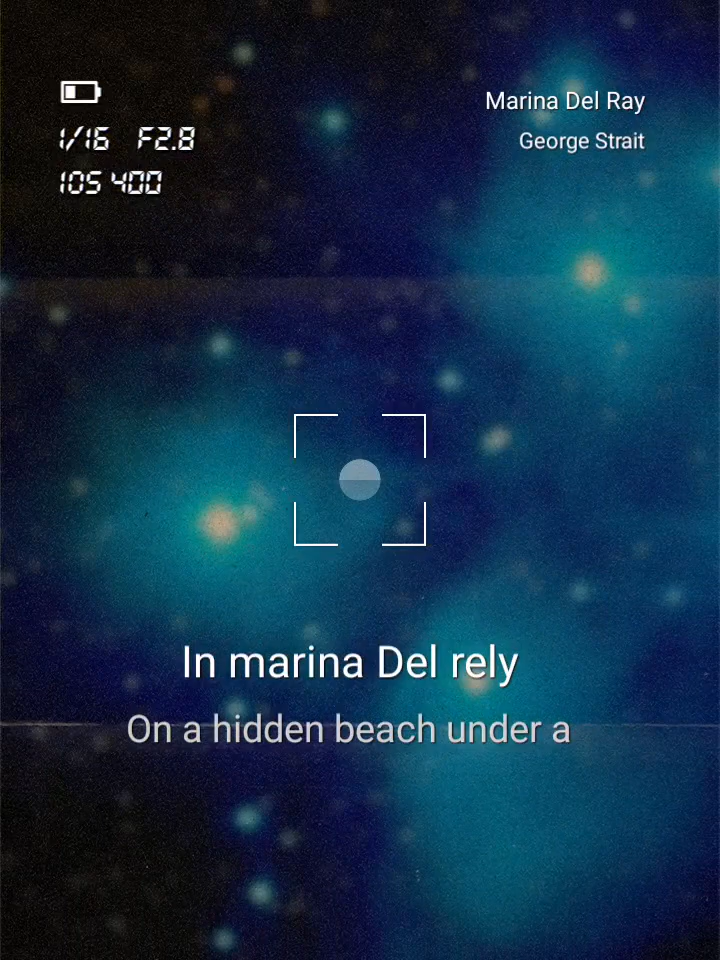 1/16 F2.8
105 400
Marina Del Ray
George Strait
In marina Del rely
On a hidden beach under a